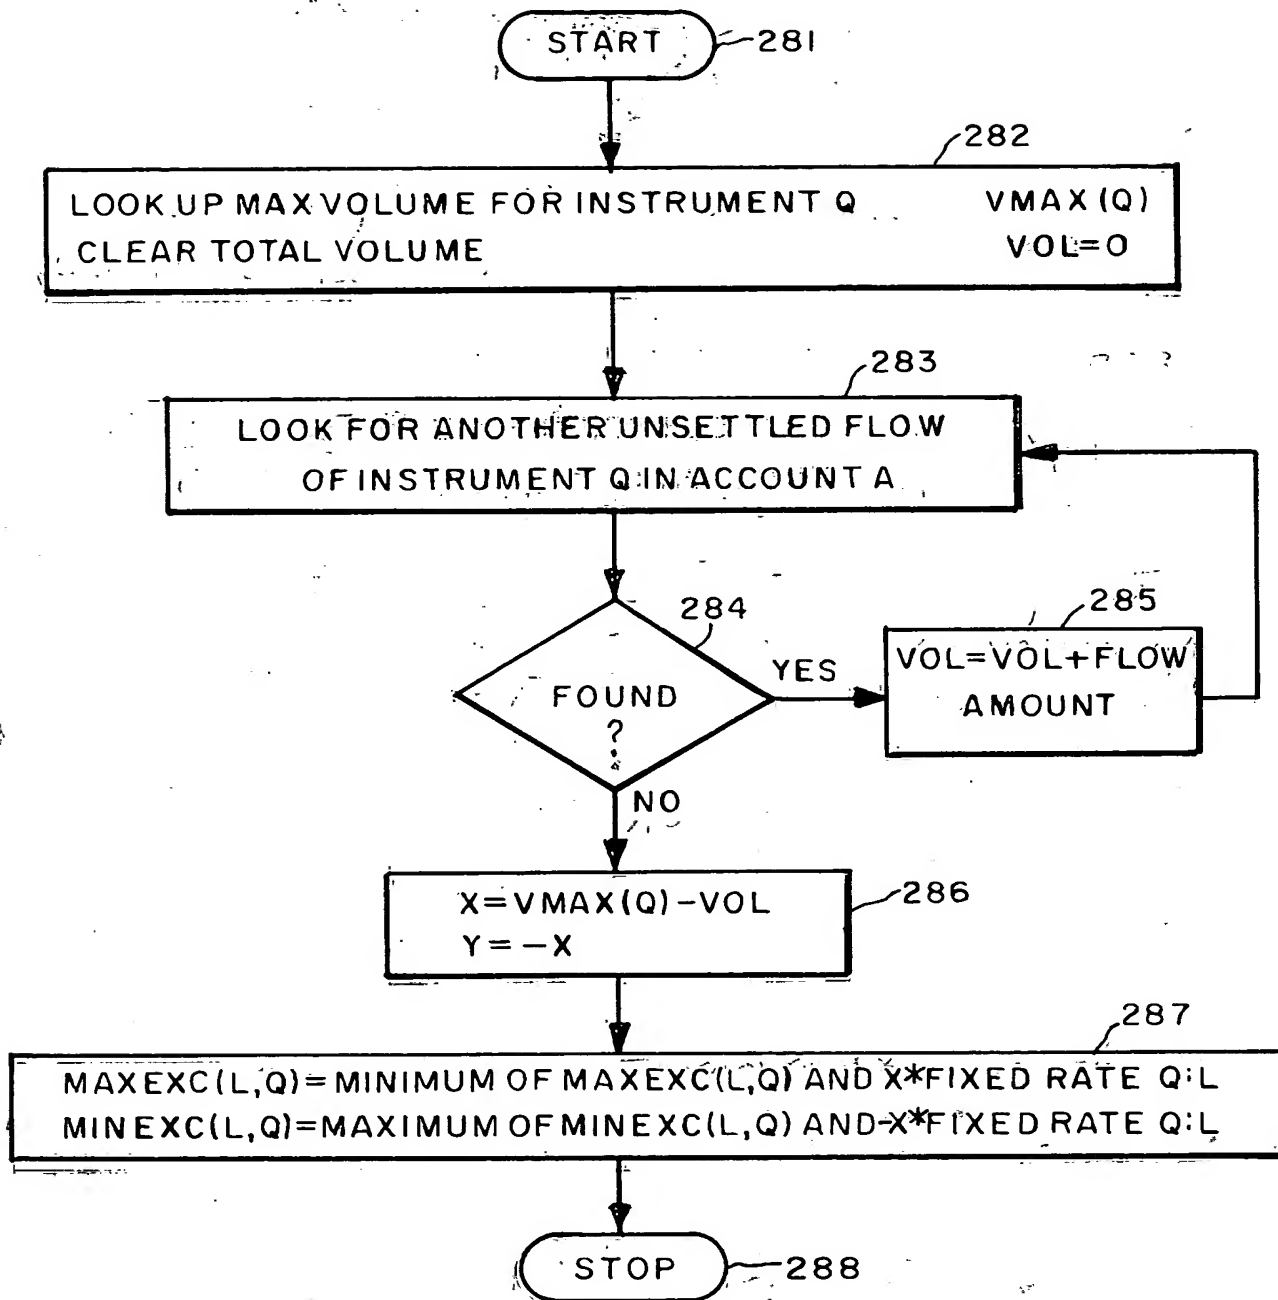 START
281
282
LOOK UP MAX VOLUME FOR INSTRUMENT Q VMAX (Q)
CLEAR TOTAL VOLUME VOL=0
283
LOOK FOR ANOTHER UNSETTLED FLOW
OF INSTRUMENT Q IN ACCOUNT A
284
FOUND
?
YES
285
VOL=VOL+FLOW
AMOUNT
NO
X=VMAX(Q)-VOL
Y=-X
286
287
MAXEXC(L,Q)=MINIMUM OF MAXEXC(L,Q) AND X*FIXED RATE Q:L
MINEXC(L,Q)=MAXIMUM OF MINEXC(L,Q) AND-X*FIXED RATE Q:L
STOP
288